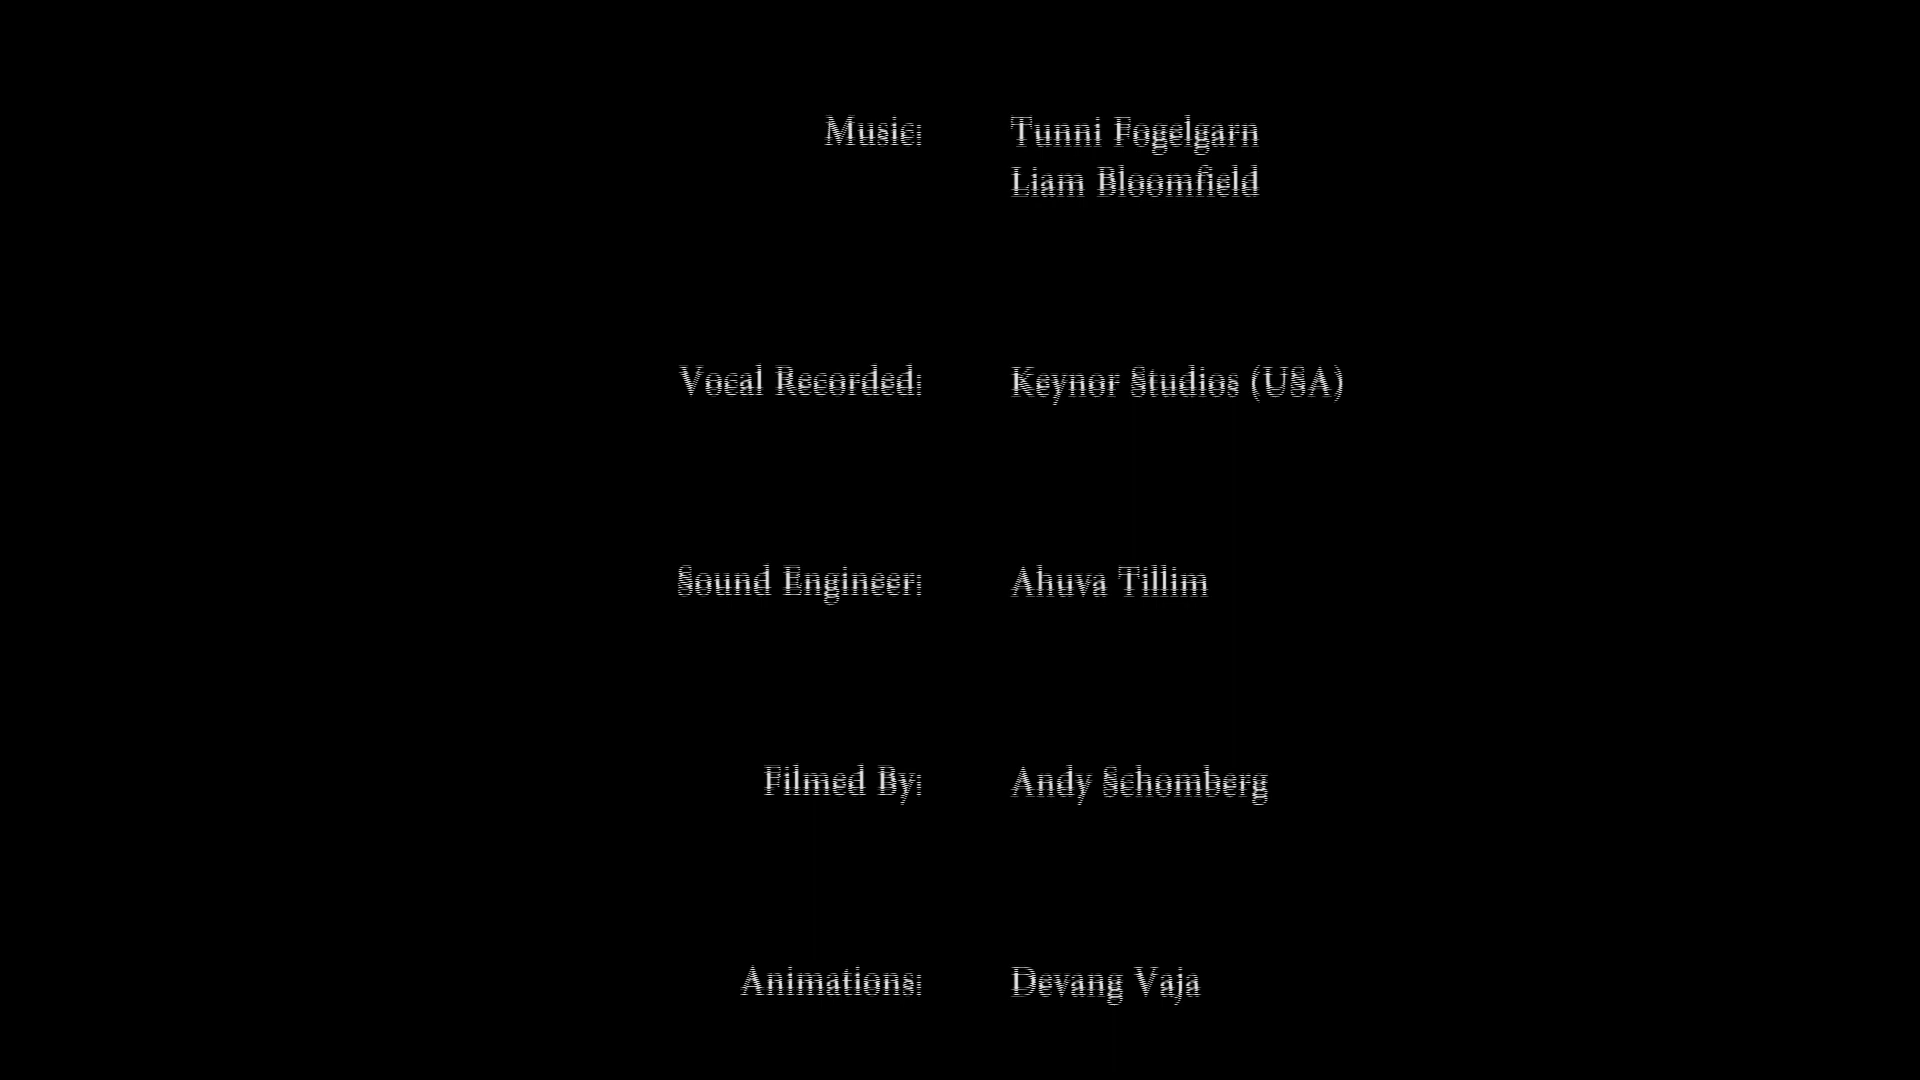 Music: Tunni Fogelgarn
Liam Bloomfield
Vocal Recorded: Keynor Studios (USA)
Sound Engineer: Ahuva Tillim
Filmed By: Andy Schomberg
Animations: Devang Vaja